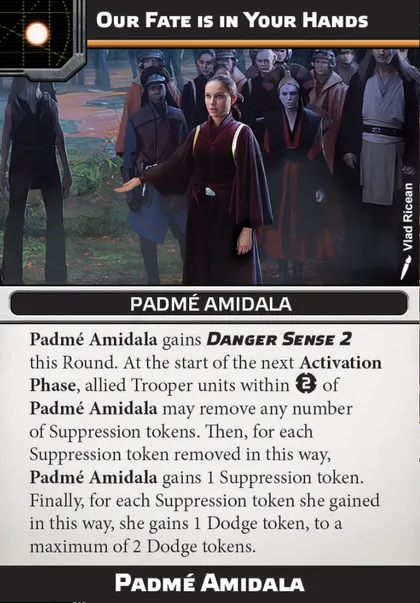 OUR FATE IS IN YOUR HANDS
Vlad Ricean
PADMÉ AMIDALA
Padmé Amidala gains DANGER SENSE 2
this Round. At the start of the next Activation
Phase, allied Trooper units within 2 of
Padmé Amidala may remove any number
of Suppression tokens. Then, for each
Suppression token removed in this way,
Padmé Amidala gains 1 Suppression token.
Finally, for each Suppression token she gained
in this way, she gains 1 Dodge token, to a
maximum of 2 Dodge tokens.
PADMÉ AMIDALA